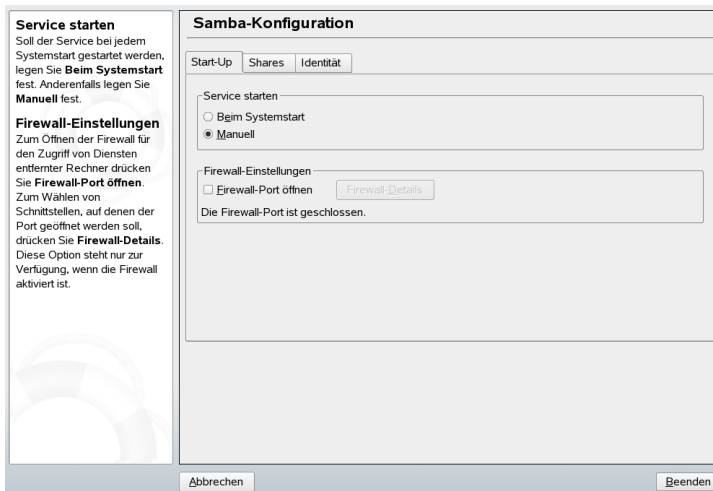 Service starten
Soll der Service bei jedem
Systemstart gestartet werden,
legen Sie Beim Systemstart
fest. Anderenfalls legen Sie
Manuell fest.
Firewall-Einstellungen
Zum Öffnen der Firewall für
den Zugriff von Diensten
entfernter Rechner drücken
Sie Firewall-Port öffnen.
Zum Wählen von
Schnittstellen, auf denen der
Port geöffnet werden soll,
drücken Sie Firewall-Details.
Diese Option steht nur zur
Verfügung, wenn die Firewall
aktiviert ist.
Samba-Konfiguration
Start-Up Shares Identität
Service starten
Beim Systemstart
Manuell
Firewall-Einstellungen
Firewall-Port öffnen Firewall-Details
Die Firewall-Port ist geschlossen.
Abbrechen Beenden